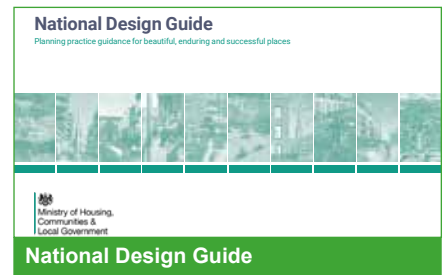 National Design Guide
Planning practice guidance for beautiful, enduring and successful places
Ministry of Housing,
Communities &
Local Government
National Design Guide